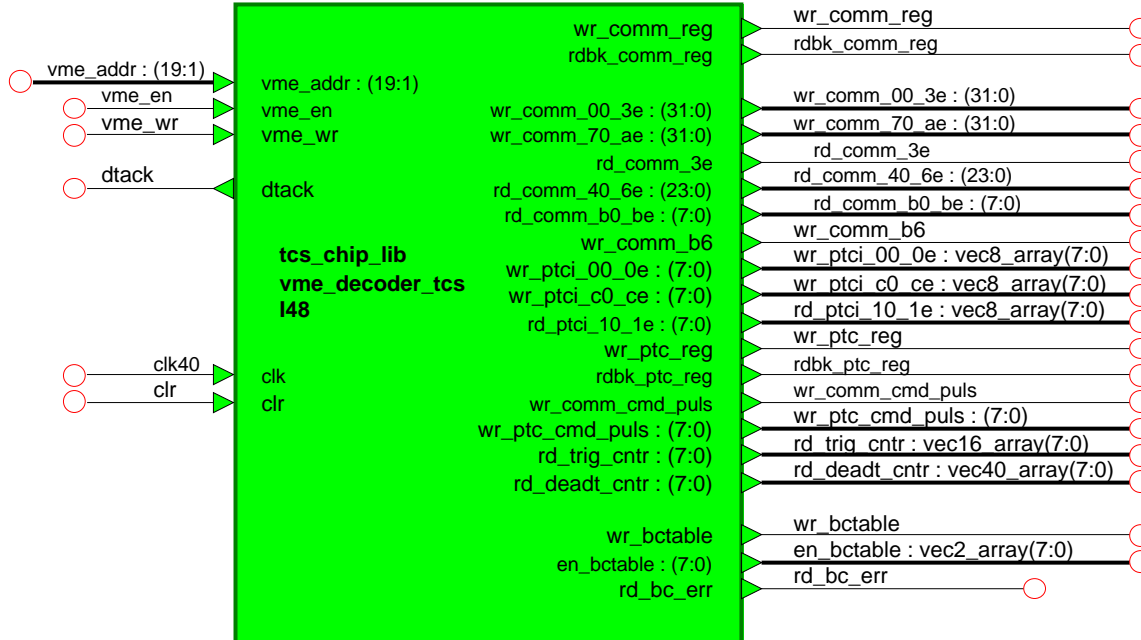 wr_comm_reg
wr_comm_reg
rdbk_comm_reg
rdbk_comm_reg
vme_addr : (19:1)
vme_addr : (19:1)
vme_en
vme_en
wr_comm_00_3e : (31:0)
wr_comm_00_3e : (31:0)
vme_wr
vme_wr
wr_comm_70_ae : (31:0)
wr_comm_70_ae : (31:0)
rd_comm_3e
rd_comm_3e
dtack
dtack
rd_comm_40_6e : (23:0)
rd_comm_40_6e : (23:0)
rd_comm_b0_be : (7:0)
rd_comm_b0_be : (7:0)
wr_comm_b6
wr_comm_b6
tcs_chip_lib
vme_decoder_tcs
I48
wr_ptci_00_0e : (7:0)
wr_ptci_00_0e : vec8_array(7:0)
wr_ptci_c0_ce : (7:0)
wr_ptci_c0_ce : vec8_array(7:0)
rd_ptci_10_1e : (7:0)
rd_ptci_10_1e : vec8_array(7:0)
wr_ptc_reg
wr_ptc_reg
clk40
clk
rdbk_ptc_reg
rdbk_ptc_reg
clr
clr
wr_comm_cmd_puls
wr_comm_cmd_puls
wr_ptc_cmd_puls : (7:0)
wr_ptc_cmd_puls : (7:0)
rd_trig_cntr : (7:0)
rd_trig_cntr : vec16_array(7:0)
rd_deadt_cntr : (7:0)
rd_deadt_cntr : vec40_array(7:0)
wr_bctable
wr_bctable
en_bctable : (7:0)
en_bctable : vec2_array(7:0)
rd_bc_err
rd_bc_err